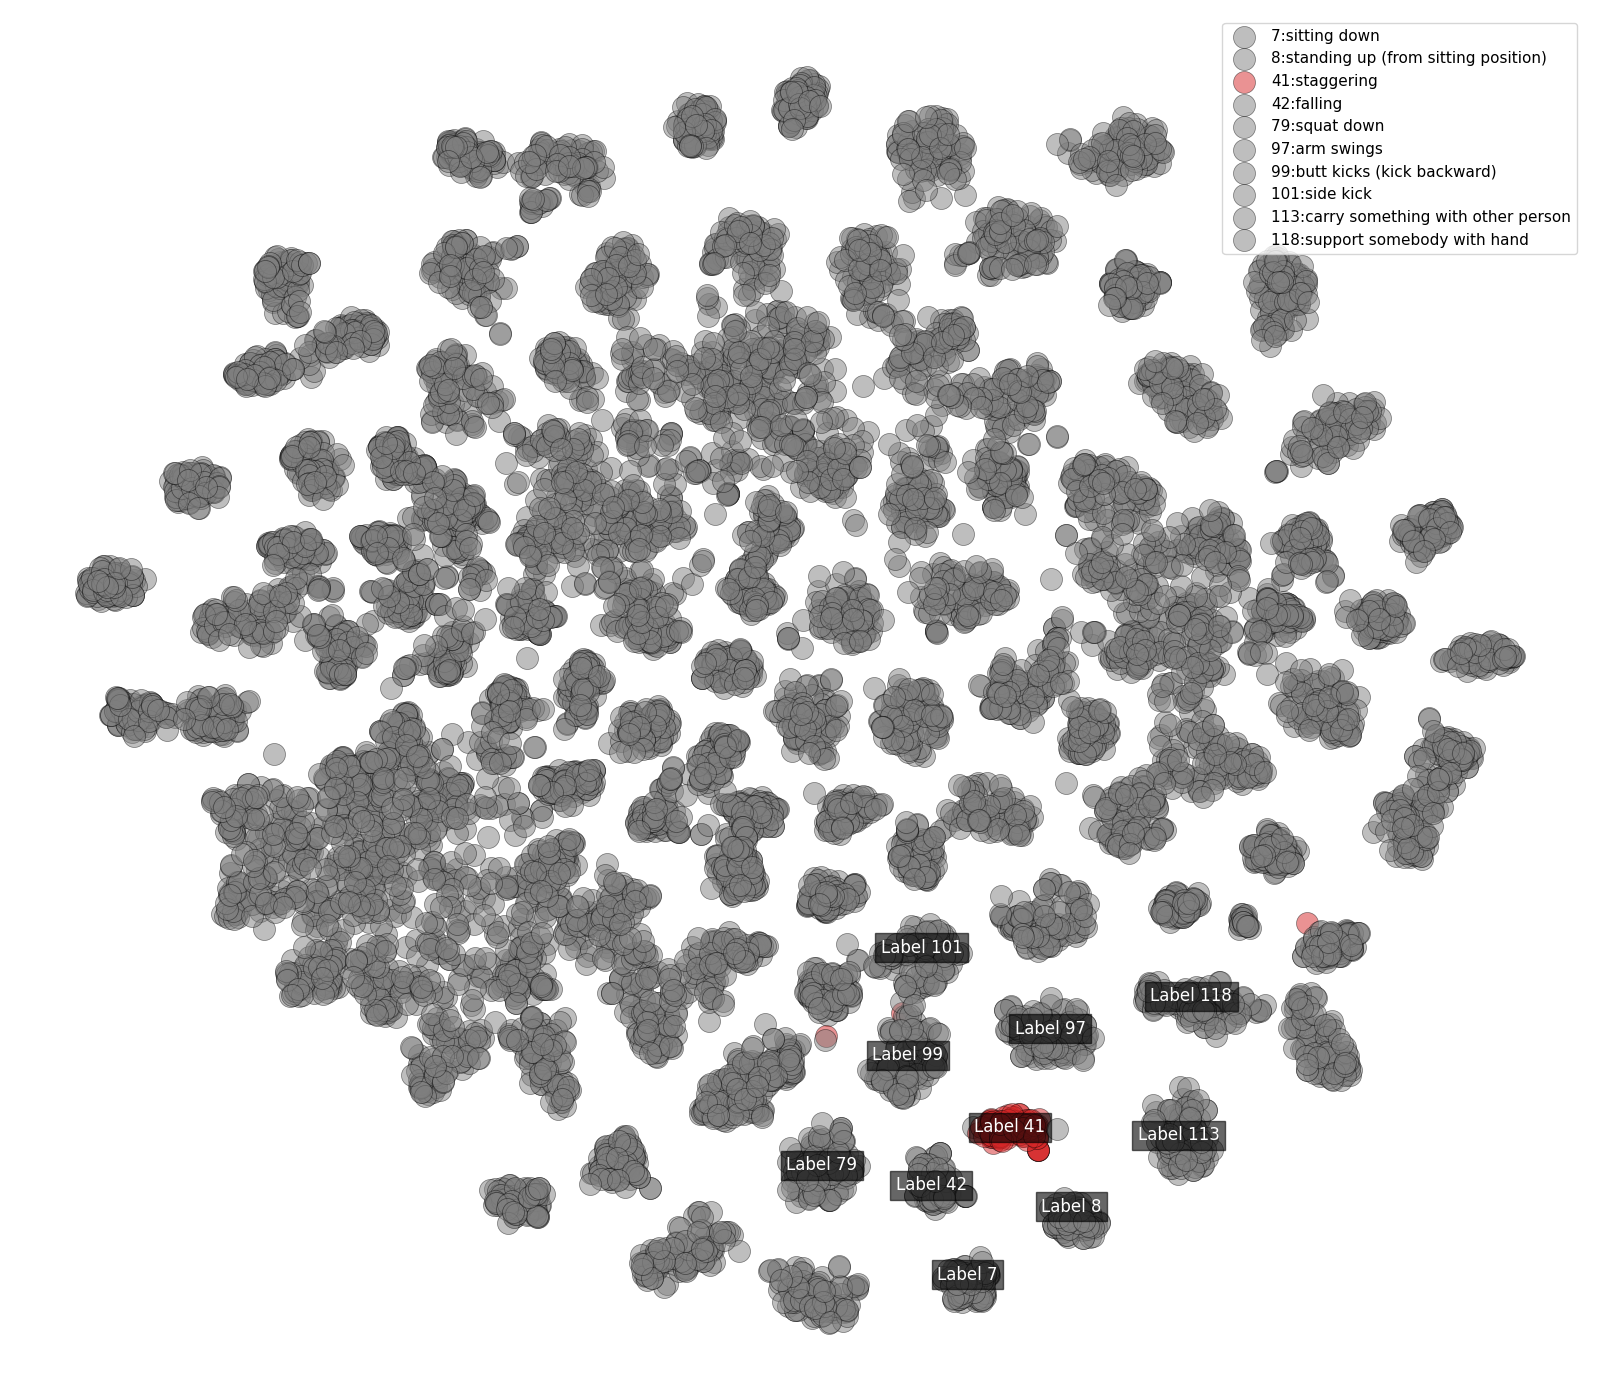 7:sitting down
8:standing up (from sitting position)
41:staggering
42:falling
79:squat down
97:arm swings
99:butt kicks (kick backward)
101:side kick
113:carry something with other person
118:support somebody with hand
Label 101
Label 118
Label 97
Label 99
Label 41
Label 113
Label 79
Label 42
Label 8
Label 7